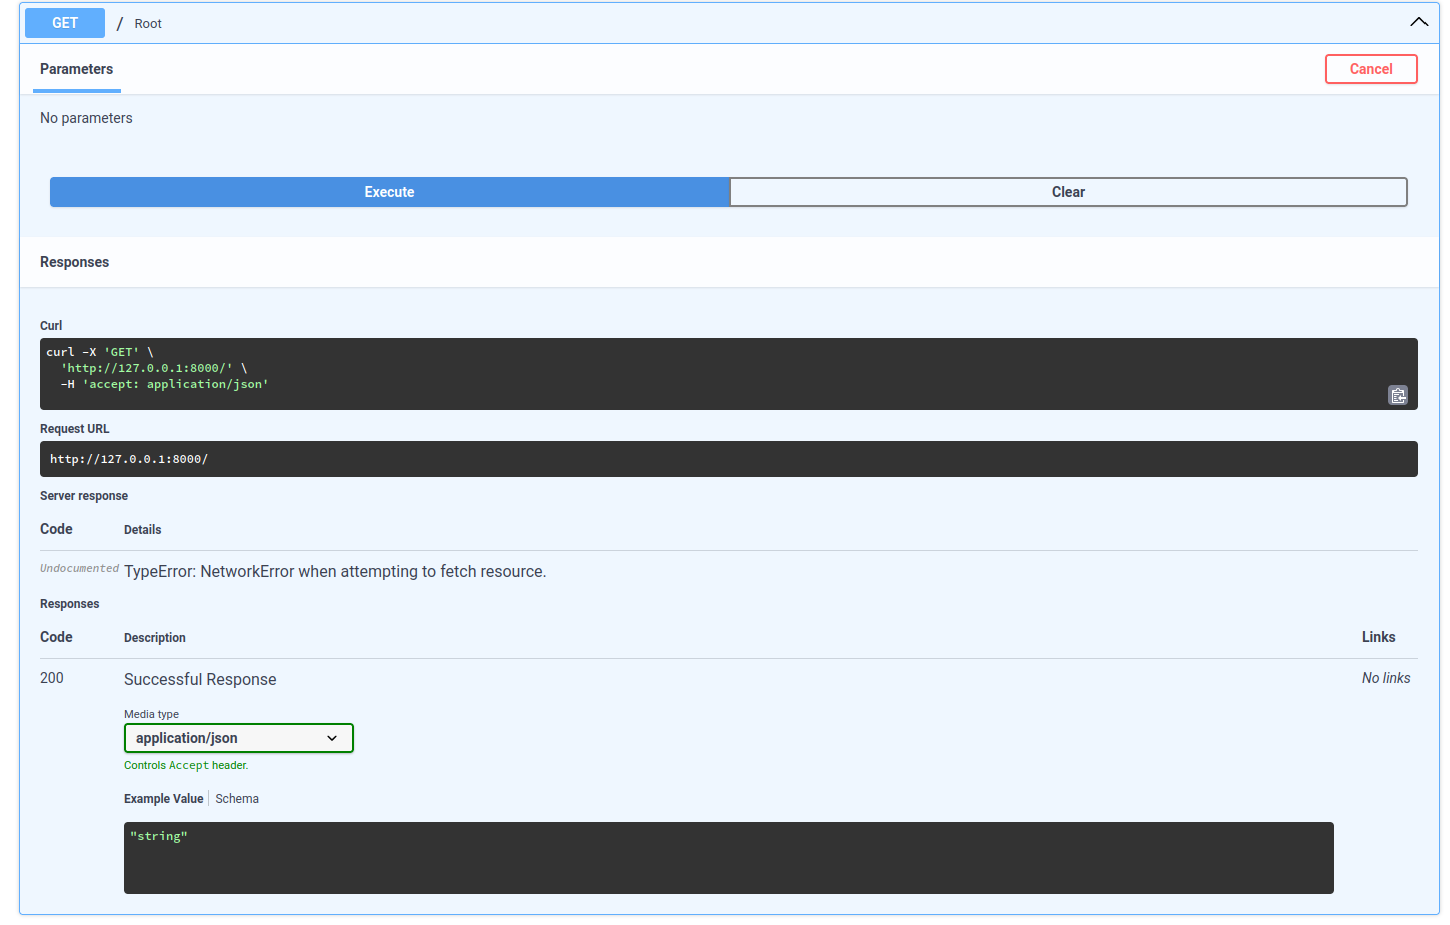 GET / Root
Parameters Cancel
No parameters
Execute Clear
Responses
Curl
curl -X 'GET' \
'http://127.0.0.1:8000/' \
-H 'accept: application/json'
Request URL
http://127.0.0.1:8000/
Server response
Code Details
Undocumented TypeError: NetworkError when attempting to fetch resource.
Responses
Code Description Links
200 Successful Response No links
Media type
application/json
Controls Accept header.
Example Value Schema
"string"